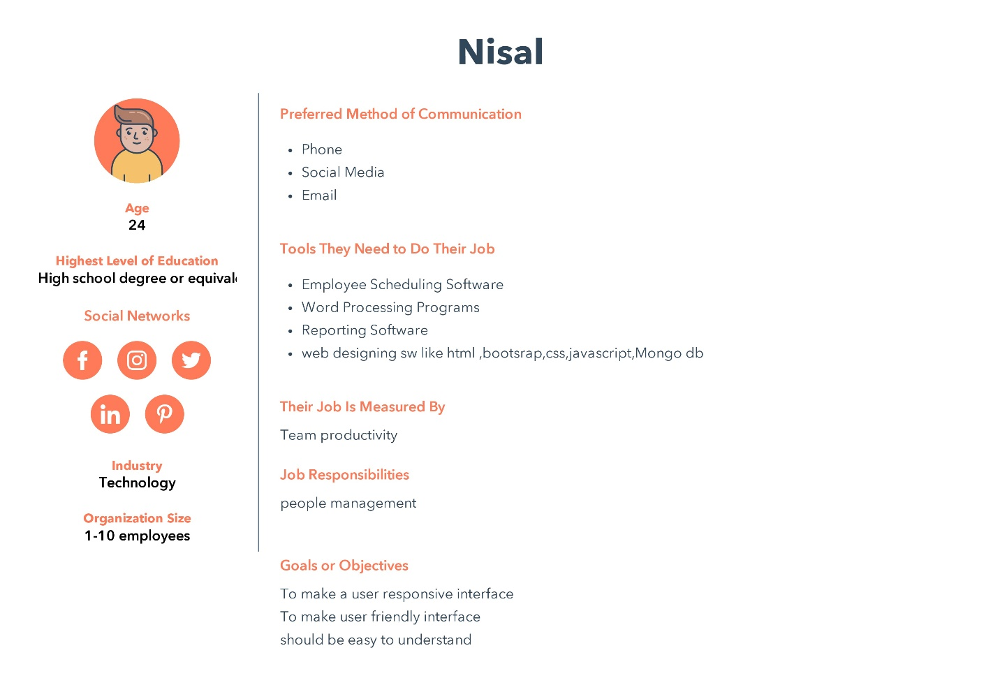 Nisal
Age
24
Highest Level of Education
High school degree or equival
Social Networks
Industry
Technology
Organization Size
1-10 employees
Preferred Method of Communication
• Phone
• Social Media
• Email
Tools They Need to Do Their Job
• Employee Scheduling Software
• Word Processing Programs
• Reporting Software
• web designing sw like html ,bootsrap,css,javascript,Mongo db
Their Job Is Measured By
Team productivity
Job Responsibilities
people management
Goals or Objectives
To make a user responsive interface
To make user friendly interface
should be easy to understand